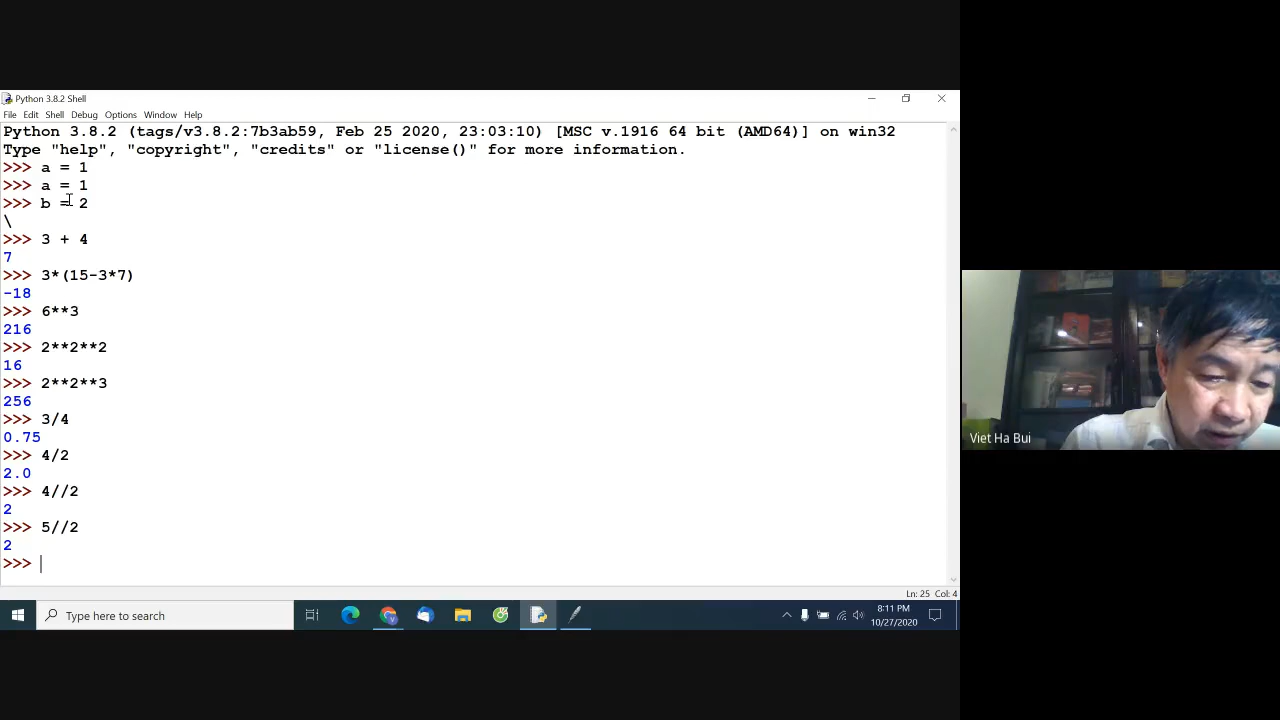 Python 3.8.2 Shell
File Edit Shell Debug Options Window Help
Python 3.8.2 (tags/v3.8.2:7b3ab59, Feb 25 2020, 23:03:10) [MSC v.1916 64 bit (AMD64)] on win32
Type "help", "copyright", "credits" or "license()" for more information.
>>> a = 1
>>> a = 1
>>> b = 2
\
>>> 3 + 4
7
>>> 3*(15-3*7)
-18
>>> 6**3
216
>>> 2**2**2
16
>>> 2**2**3
256
>>> 3/4
0.75
>>> 4/2
2.0
>>> 4//2
2
>>> 5//2
2
>>>
Ln: 25 Col: 4
Type here to search
8:11 PM
10/27/2020
Viet Ha Bui